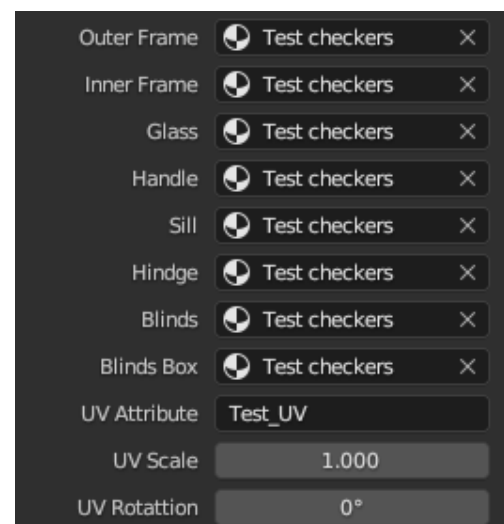 Outer Frame Test checkers
Inner Frame Test checkers
Glass Test checkers
Handle Test checkers
Sill Test checkers
Hindge Test checkers
Blinds Test checkers
Blinds Box Test checkers
UV Attribute Test_UV
UV Scale 1.000
UV Rotattion 0°